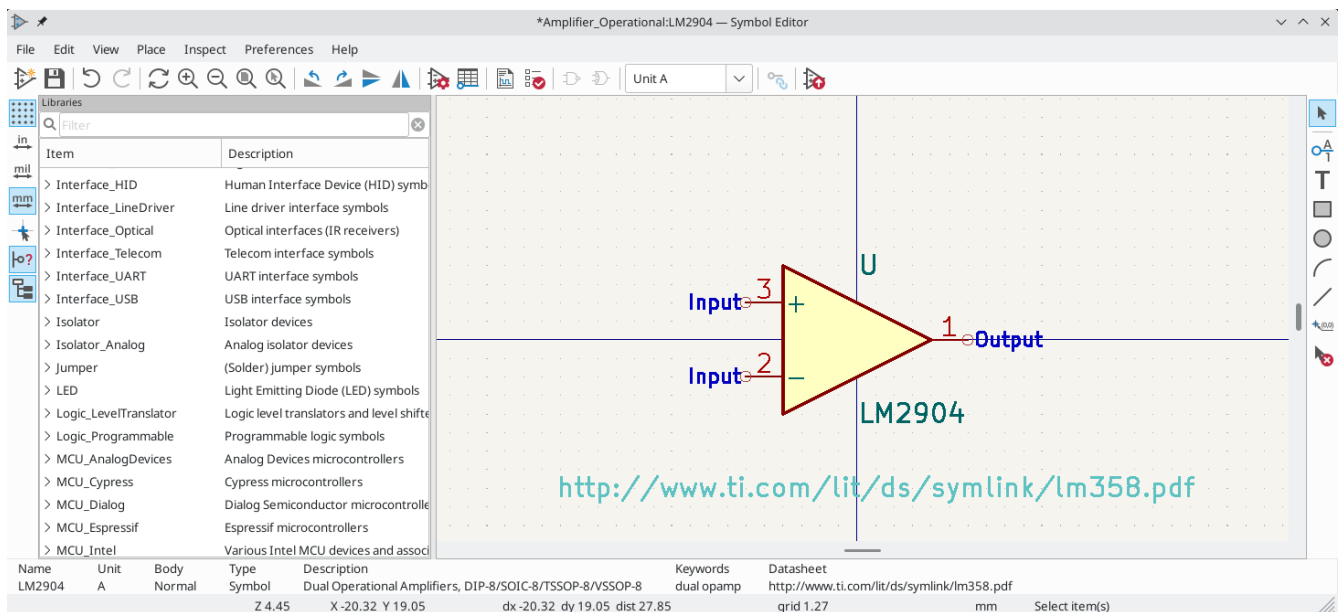 *Amplifier_Operational:LM2904 — Symbol Editor
File Edit View Place Inspect Preferences Help
Unit A
Libraries
in
Filter
Item Description
mil
Interface_HID Human Interface Device (HID) symb
mm
Interface_LineDriver Line driver interface symbols
Interface_Optical Optical interfaces (IR receivers)
Interface_Telecom Telecom interface symbols
Interface_UART UART interface symbols
Interface_USB USB interface symbols
Isolator Isolator devices
Isolator_Analog Analog isolator devices
Jumper (Solder) jumper symbols
LED Light Emitting Diode (LED) symbols
Logic_LevelTranslator Logic level translators and level shifte
Logic_Programmable Programmable logic symbols
MCU_AnalogDevices Analog Devices microcontrollers
MCU_Cypress Cypress microcontrollers
MCU_Dialog Dialog Semiconductor microcontrolle
MCU_Espressif Espressif microcontrollers
MCU_Intel Various Intel MCU devices and associ
U
Input 3 +
1 Output
Input 2 −
LM2904
http://www.ti.com/lit/ds/symlink/lm358.pdf
A
1
T
(0,0)
Name Unit Body Type Description Keywords Datasheet
LM2904 A Normal Symbol Dual Operational Amplifiers, DIP-8/SOIC-8/TSSOP-8/VSSOP-8 dual opamp http://www.ti.com/lit/ds/symlink/lm358.pdf
Z 4.45 X -20.32 Y 19.05 dx -20.32 dy 19.05 dist 27.85 grid 1.27 mm Select item(s)